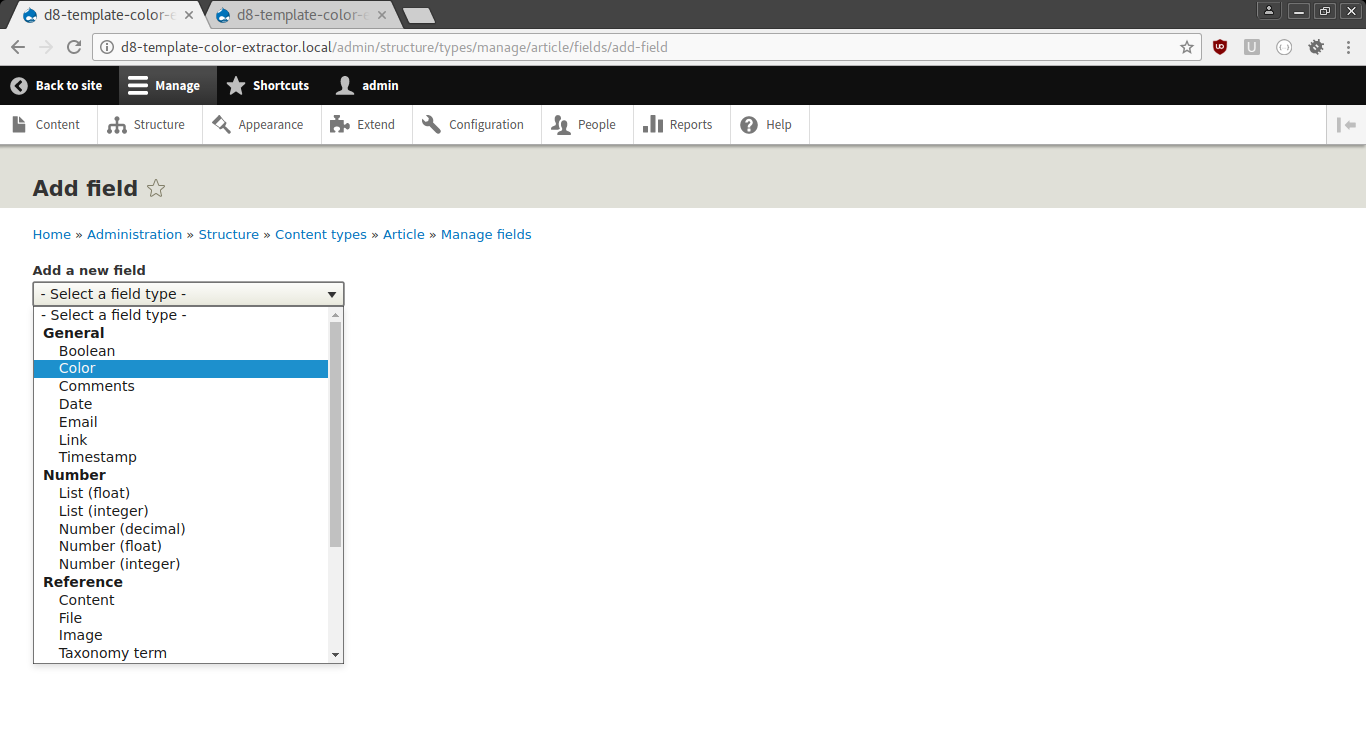 d8-template-color-e
d8-template-color-e
d8-template-color-extractor.local/admin/structure/types/manage/article/fields/add-field
Back to site Manage Shortcuts admin
Content Structure Appearance Extend Configuration People Reports Help
Add field
Home » Administration » Structure » Content types » Article » Manage fields
Add a new field
- Select a field type -
- Select a field type -
General
Boolean
Color
Comments
Date
Email
Link
Timestamp
Number
List (float)
List (integer)
Number (decimal)
Number (float)
Number (integer)
Reference
Content
File
Image
Taxonomy term